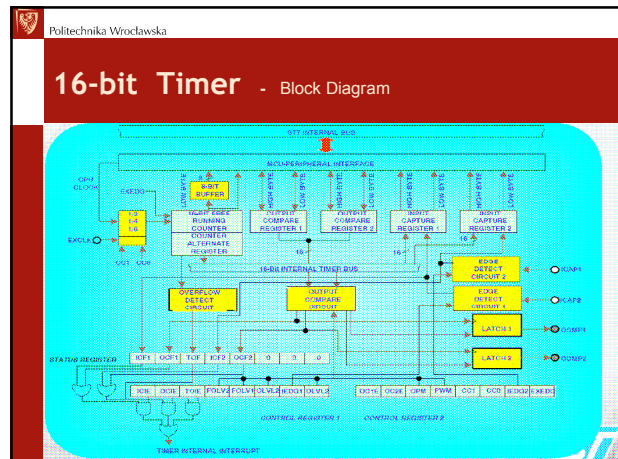 Politechnika Wrocławska
16-bit Timer - Block Diagram
ST7 INTERNAL BUS
MCU-PERIPHERAL INTERFACE
CPU CLOCK
EXEDG
LOW BYTE
HIGH BYTE
LOW BYTE
HIGH BYTE
LOW BYTE
HIGH BYTE
LOW BYTE
HIGH BYTE
LOW BYTE
8-BIT BUFFER
1/2
1/4
1/8
EXCLK
CC1 CC0
16-BIT FREE RUNNING COUNTER
COUNTER ALTERNATE REGISTER
OUTPUT COMPARE REGISTER 1
OUTPUT COMPARE REGISTER 2
INPUT CAPTURE REGISTER 1
INPUT CAPTURE REGISTER 2
16
16
16
16-Bit INTERNAL TIMER BUS
OVERFLOW DETECT CIRCUIT
OUTPUT COMPARE CIRCUIT
EDGE DETECT CIRCUIT 2
ICAP1
EDGE DETECT CIRCUIT 1
ICAP2
LATCH 1
OCMP1
LATCH 2
OCMP2
STATUS REGISTER
ICF1 OCF1 TOF ICF2 OCF2 0 0 0
ICIE OCIE TOIE FOLV2 FOLV1 OLVL2 IEDG1 OLVL2
OC1E OC2E OPM PWM CC1 CC0 IEDG2 EXEDG
CONTROL REGISTER 1
CONTROL REGISTER 2
TIMER INTERNAL INTERRUPT